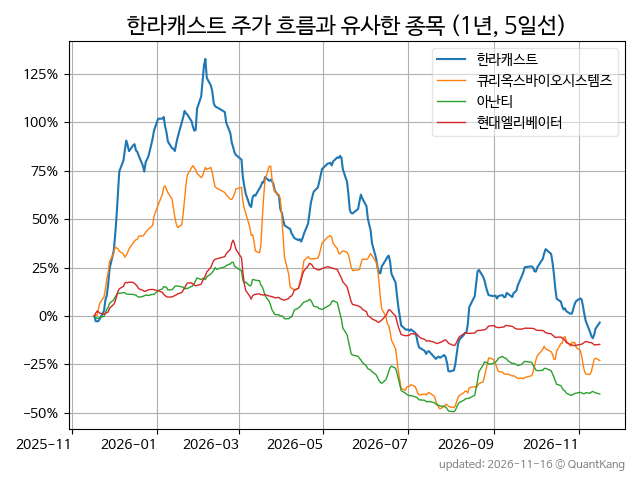 한라캐스트 주가 흐름과 유사한 종목 (1년, 5일선)
한라캐스트
큐리옥스바이오시스템즈
아난티
현대엘리베이터
125%
100%
75%
50%
25%
0%
−25%
−50%
2025-11 2026-01 2026-03 2026-05 2026-07 2026-09 2026-11
updated: 2026-11-16 © QuantKang